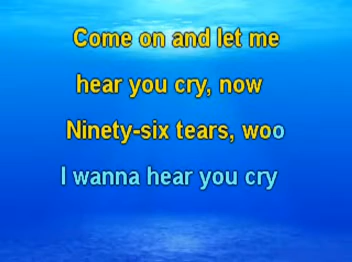 Come on and let me
hear you cry, now
Ninety-six tears, woo
I wanna hear you cry